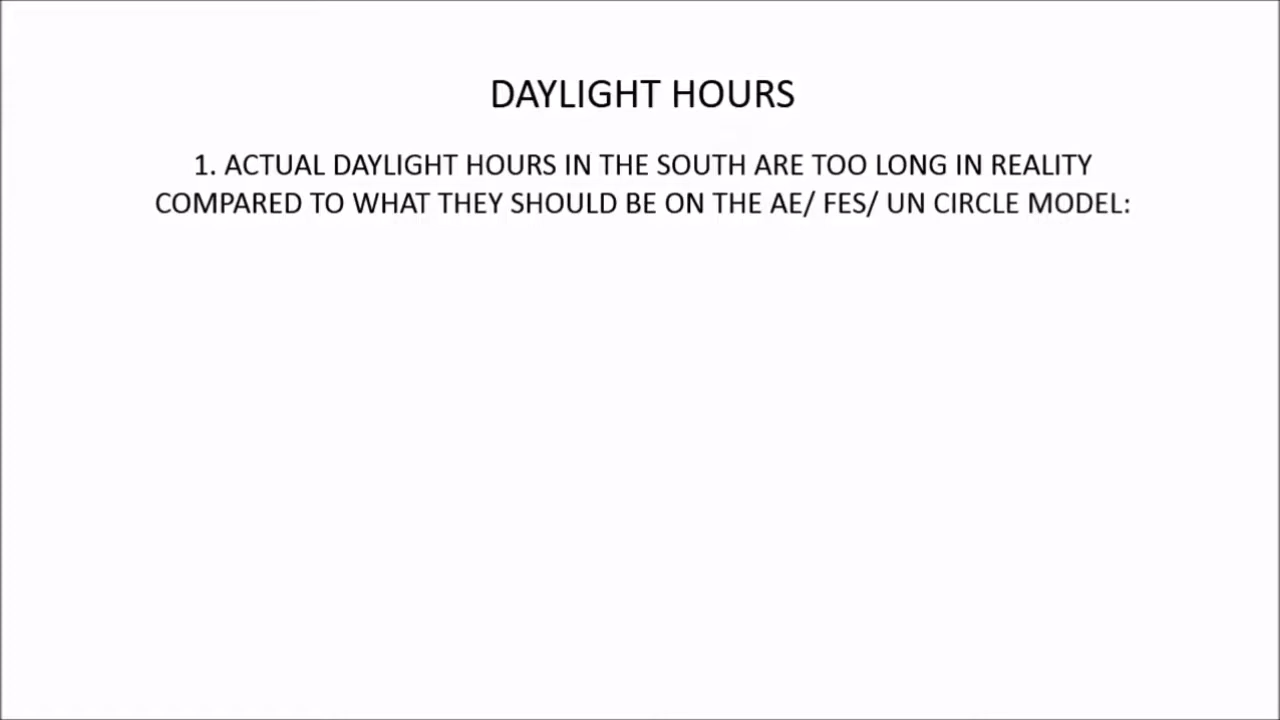 DAYLIGHT HOURS
1. ACTUAL DAYLIGHT HOURS IN THE SOUTH ARE TOO LONG IN REALITY
COMPARED TO WHAT THEY SHOULD BE ON THE AE/ FES/ UN CIRCLE MODEL: